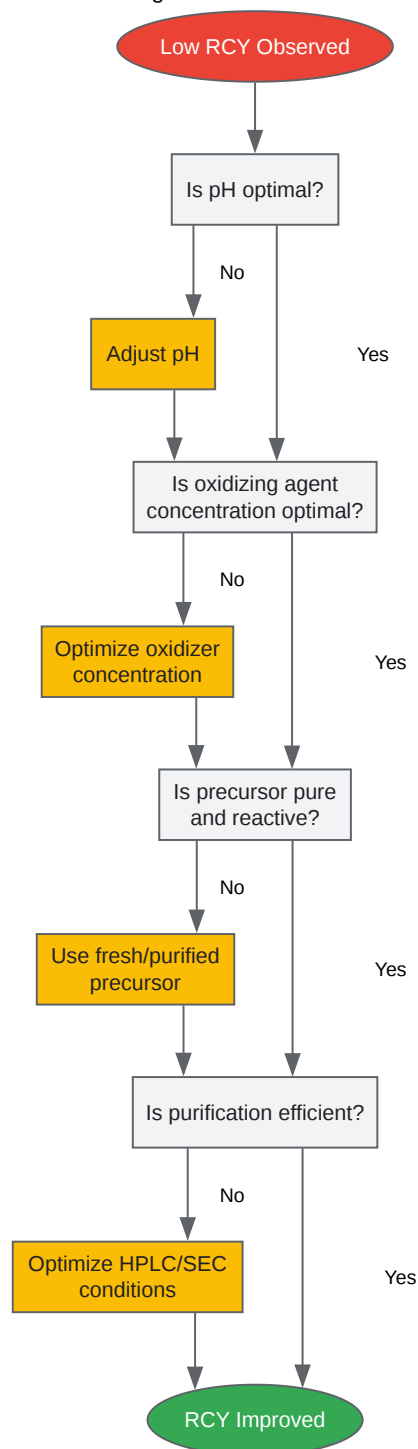 Low RCY Observed
Is pH optimal?
No
Adjust pH
Yes
Is oxidizing agent
concentration optimal?
No
Optimize oxidizer
concentration
Yes
Is precursor pure
and reactive?
No
Use fresh/purified
precursor
Yes
Is purification efficient?
No
Optimize HPLC/SEC
conditions
Yes
RCY Improved